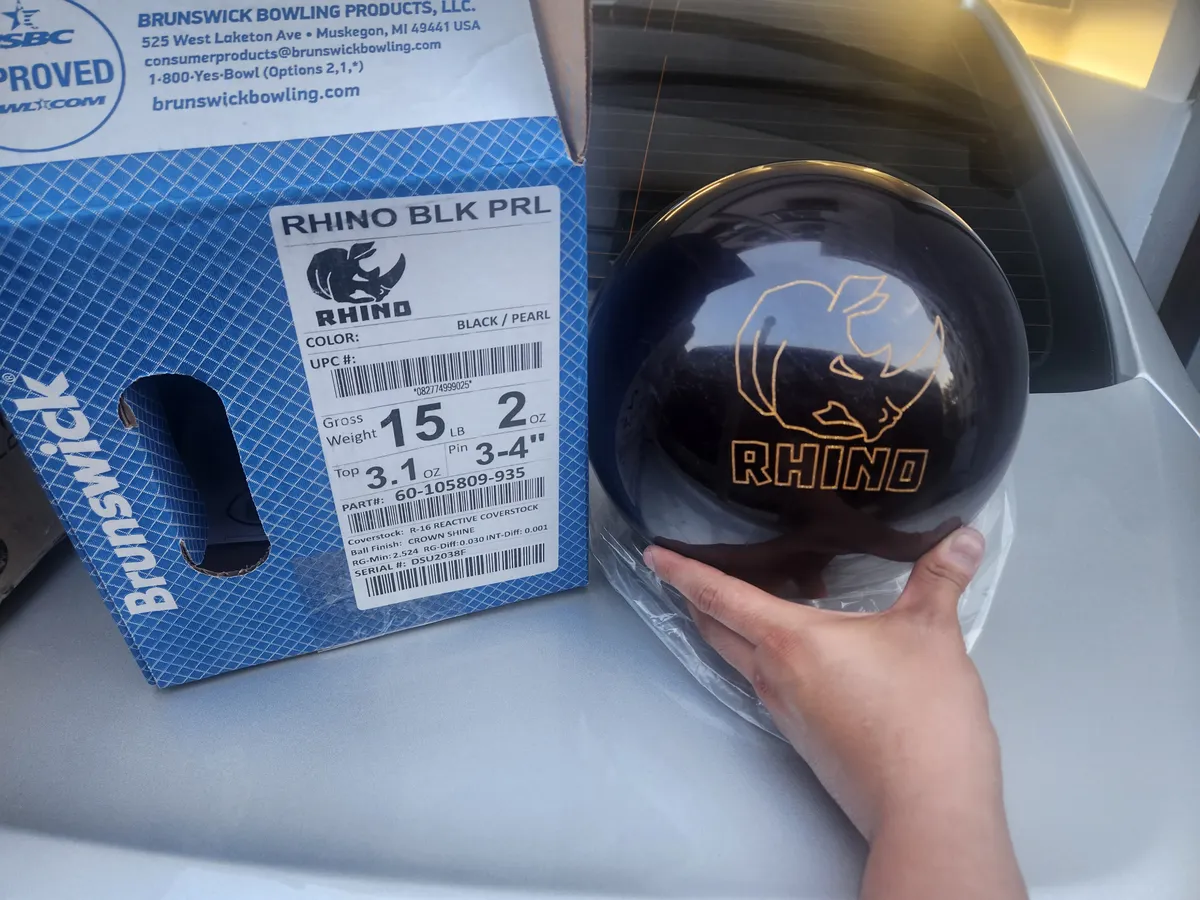 BRUNSWICK BOWLING PRODUCTS, LLC.
525 West Laketon Ave • Muskegon, MI 49441 USA
consumerproducts@brunswickbowling.com
1-800-Yes-Bowl (Options 2,1,*)
brunswickbowling.com
Brunswick®
RHINO BLK PRL
RHINO
COLOR: BLACK / PEARL
UPC #:
*082774999025*
Gross Weight 15 LB 2 OZ
Top 3.1 OZ Pin 3-4"
PART#: 60-105809-935
Coverstock: R-16 REACTIVE COVERSTOCK
Ball Finish: CROWN SHINE
RG-Min: 2.524 RG-Diff:0.030 INT-Diff: 0.001
SERIAL #: DSU2038F
RHINO